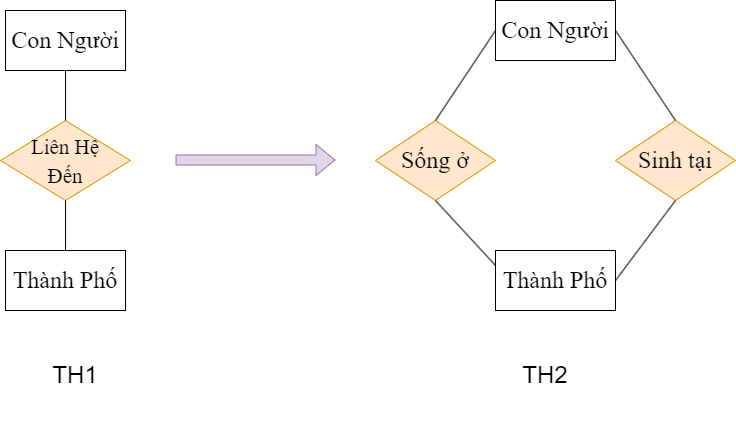 Con Người
Con Người
Liên Hệ
Đến
Sống ở
Sinh tại
Thành Phố
Thành Phố
TH1
TH2